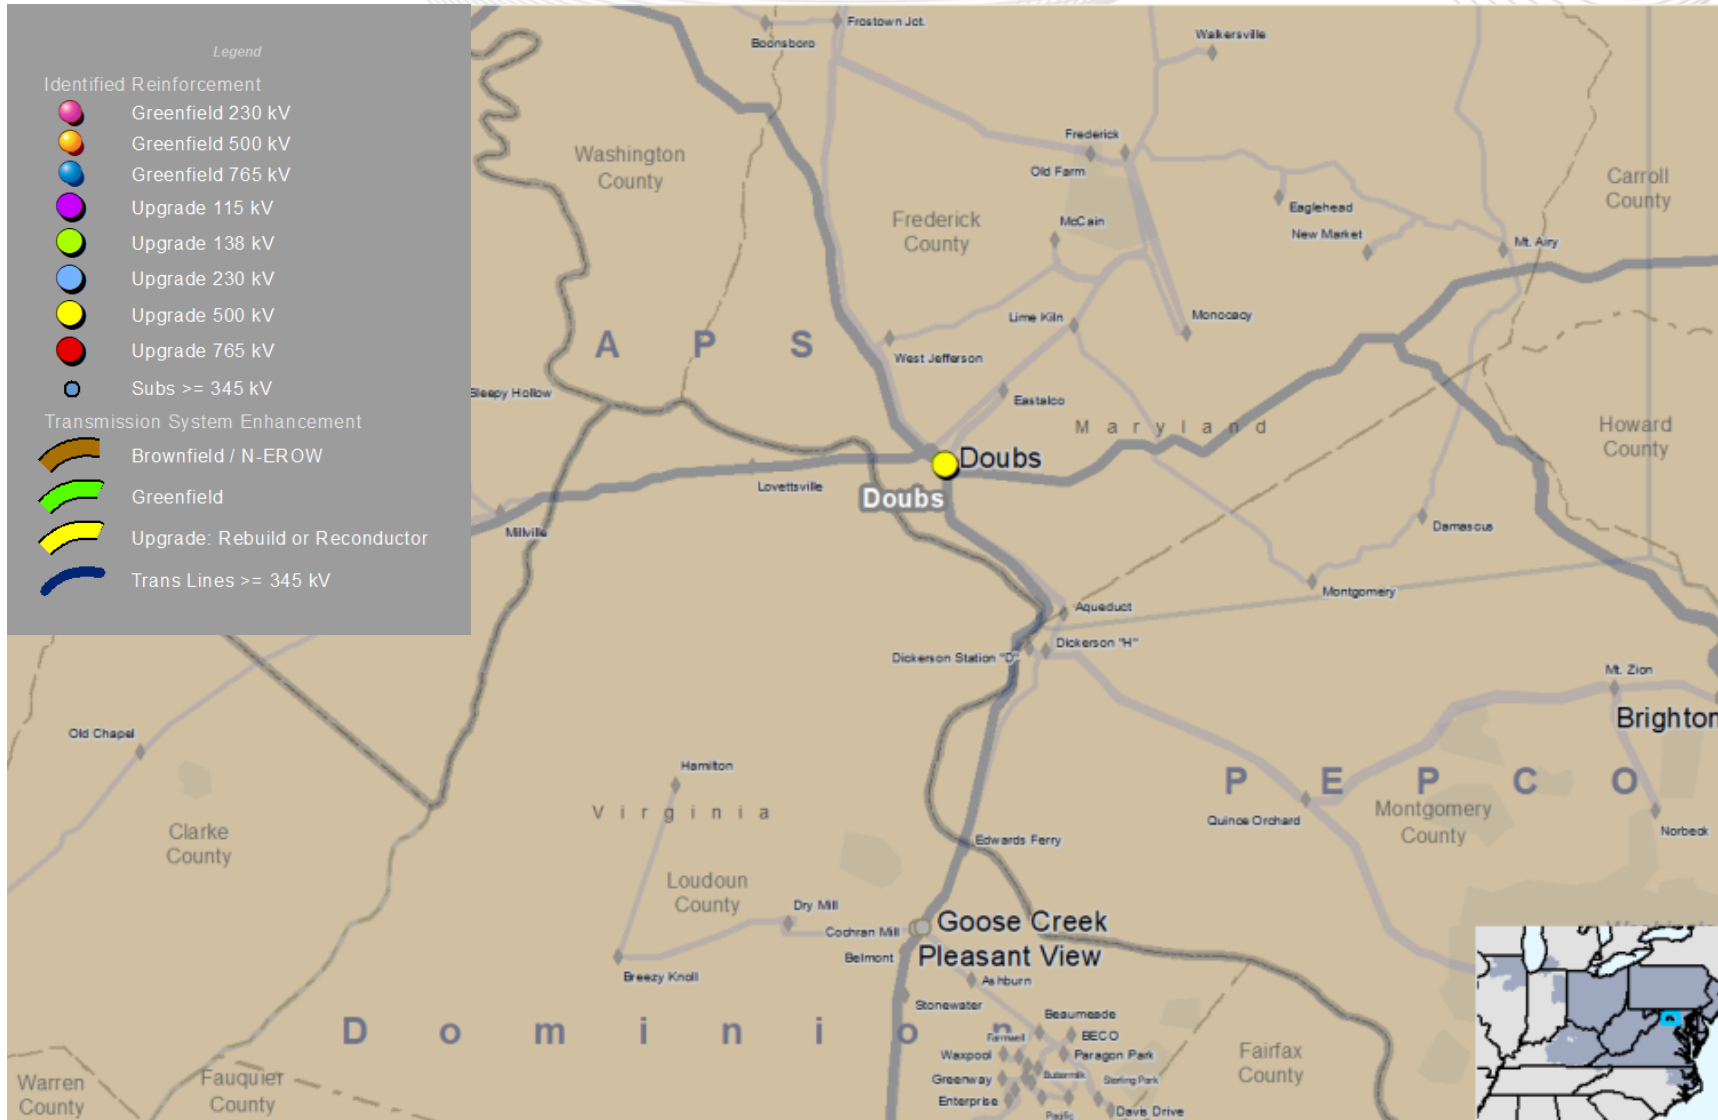 Legend
Identified Reinforcement
Greenfield 230 kV
Greenfield 500 kV
Greenfield 765 kV
Upgrade 115 kV
Upgrade 138 kV
Upgrade 230 kV
Upgrade 500 kV
Upgrade 765 kV
Subs >= 345 kV
Transmission System Enhancement
Brownfield / N-EROW
Greenfield
Upgrade: Rebuild or Reconductor
Trans Lines >= 345 kV
Frostown Jct.
Boonsboro
Walkersville
Washington
County
Frederick
Old Farm
Carroll
County
Eaglehead
McCain
Frederick
County
New Market
Mt. Airy
Lime Kiln
Monocacy
A P S
West Jefferson
Sleepy Hollow
Eastalco
Maryland
Howard
County
Doubs
Doubs
Lovettsville
Millville
Damascus
Montgomery
Aqueduct
Dickerson "H"
Dickerson Station "D"
Mt. Zion
Brighton
Old Chapel
Hamilton
Virginia
P E P C O
Montgomery
County
Quince Orchard
Norbeck
Clarke
County
Edwards Ferry
Loudoun
County
Dry Mill
Cochran Mill
Goose Creek
Belmont
Pleasant View
Breezy Knoll
Ashburn
Stonewater
Dominion
Beaumeade
Farmwell
BECO
Waxpool
Paragon Park
Greenway
Buttermilk
Sterling Park
Enterprise
Pacific
Davis Drive
Fairfax
County
Warren
County
Fauquier
County